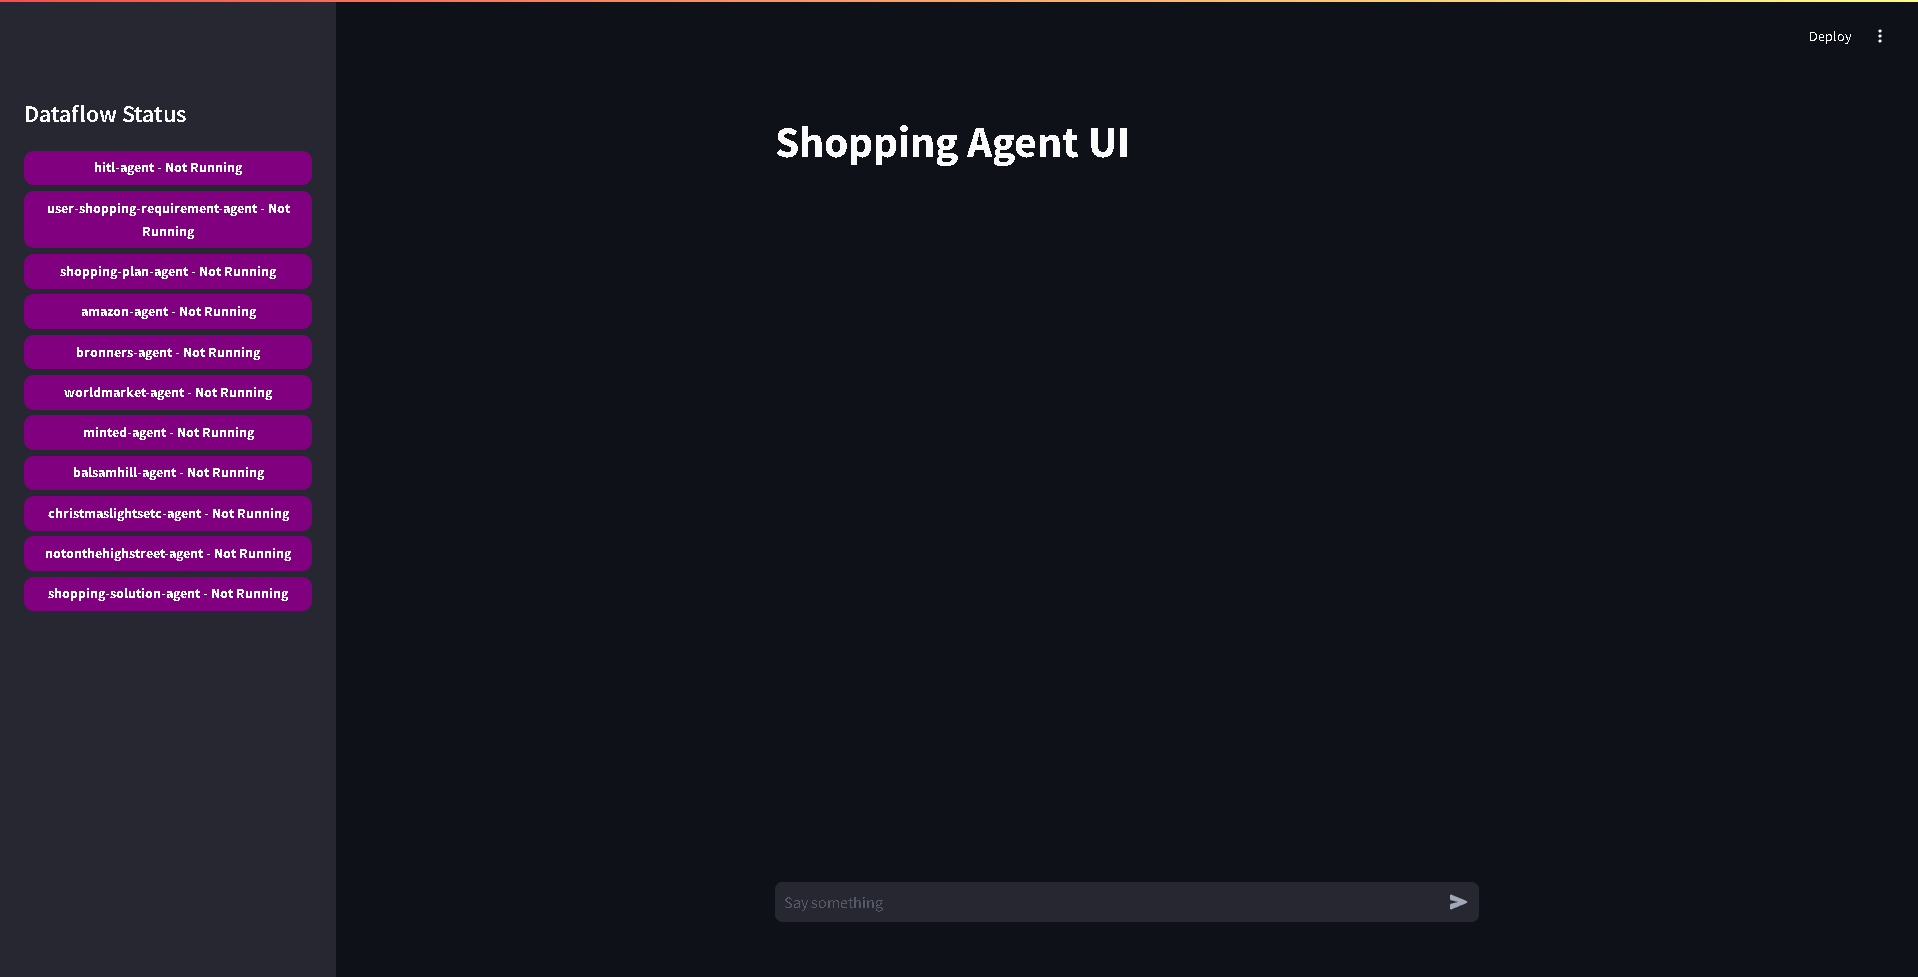 Deploy
Dataflow Status
hitl-agent - Not Running
user-shopping-requirement-agent - Not
Running
shopping-plan-agent - Not Running
amazon-agent - Not Running
bronners-agent - Not Running
worldmarket-agent - Not Running
minted-agent - Not Running
balsamhill-agent - Not Running
christmaslightsetc-agent - Not Running
notonthehighstreet-agent - Not Running
shopping-solution-agent - Not Running
Shopping Agent UI
Say something